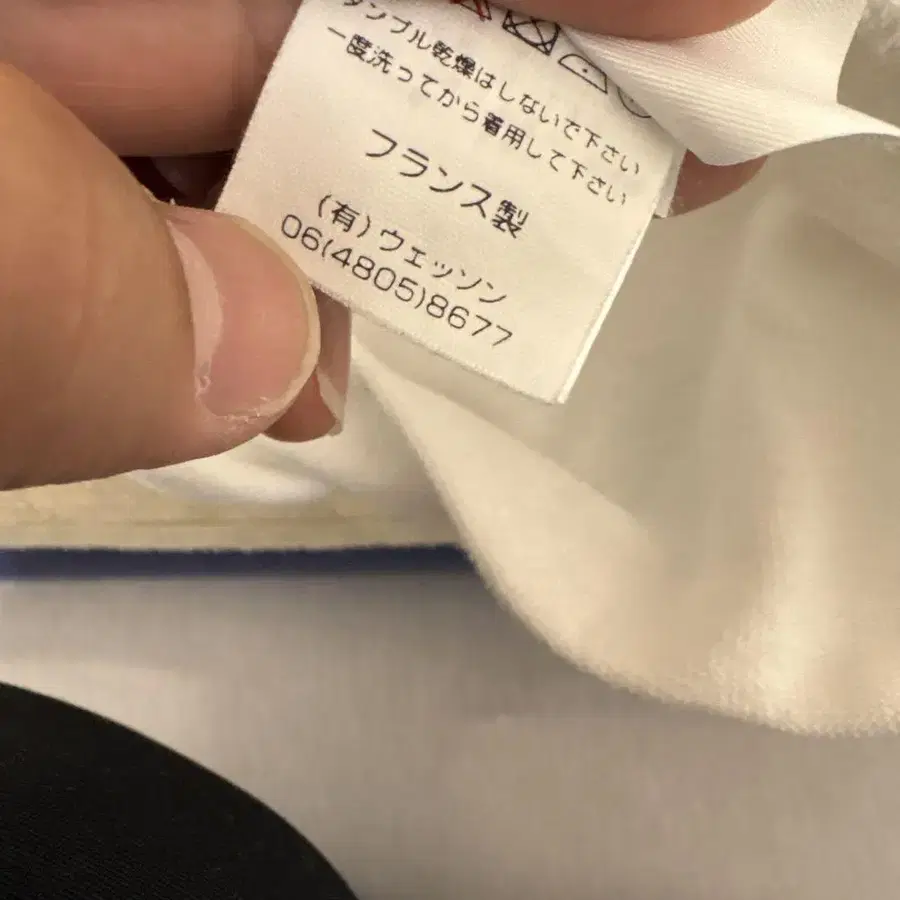 タンブル乾燥はしないで下さい
一度洗ってから着用して下さい
フランス製
(有)ウェッソン
06(4805)8677